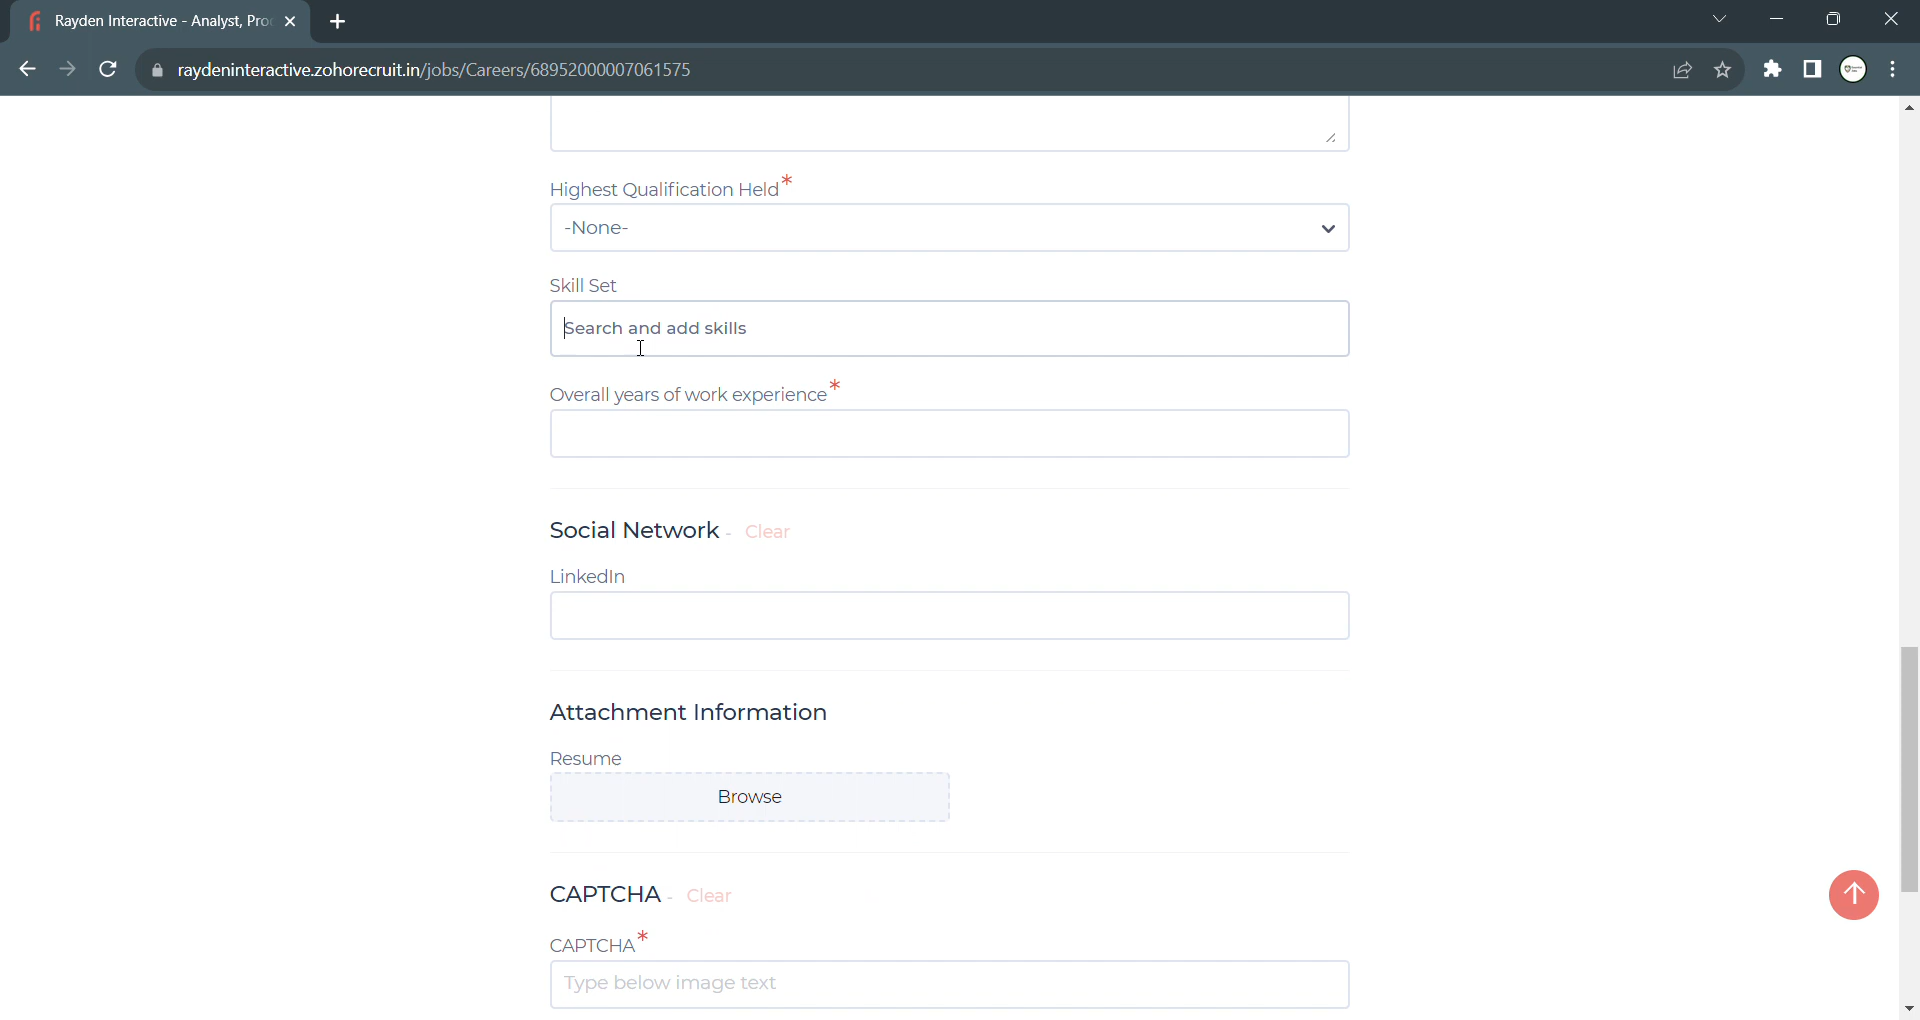 Rayden Interactive - Analyst, Pro
raydeninteractive.zohorecruit.in/jobs/Careers/68952000007061575
Highest Qualification Held*
-None-
Skill Set
Search and add skills
Overall years of work experience*
Social Network - Clear
LinkedIn
Attachment Information
Resume
Browse
CAPTCHA - Clear
CAPTCHA*
Type below image text